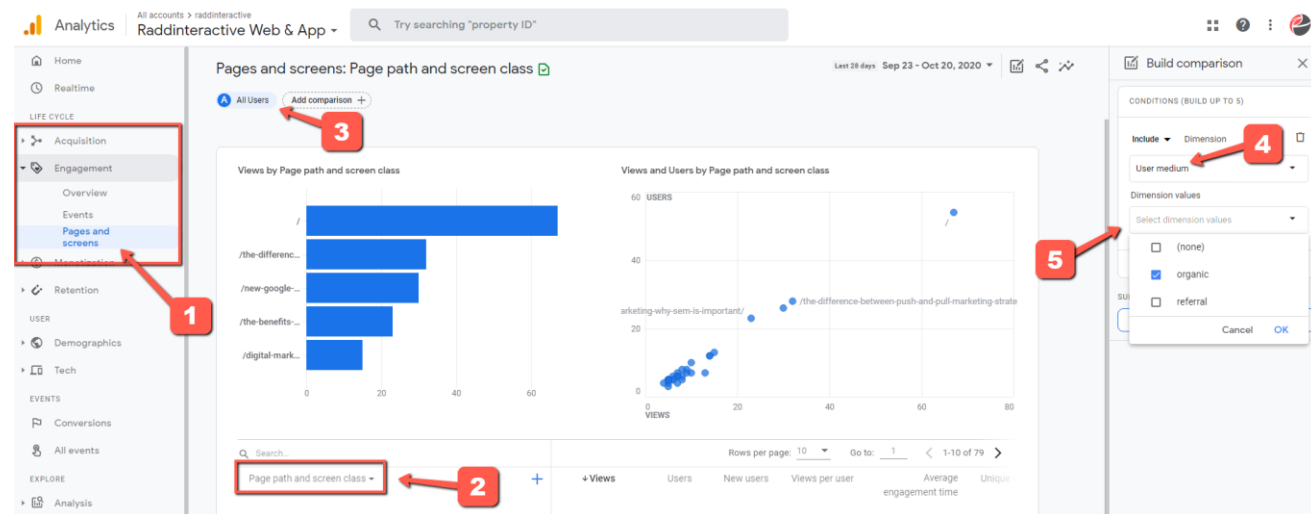 All accounts > raddinteractive
Analytics
Raddinteractive Web & App
Try searching "property ID"
Home
Realtime
LIFE CYCLE
Acquisition
Engagement
Overview
Events
Pages and
screens
Monetization
Retention
USER
Demographics
Tech
EVENTS
Conversions
All events
EXPLORE
Analysis
1
Pages and screens: Page path and screen class
Last 28 days Sep 23 - Oct 20, 2020
A All Users
Add comparison +
3
Views by Page path and screen class
/
/the-differenc...
/new-google-...
/the-benefits-...
/digital-mark...
0 20 40 60
Views and Users by Page path and screen class
60 USERS
/
40
/the-difference-between-push-and-pull-marketing-strate
arketing-why-sem-is-important/
20
0
0 20 40 60 80
VIEWS
Search...
Rows per page: 10 Go to: 1 1-10 of 79
Page path and screen class
2
+ Views Users New users Views per user Average
engagement time
Unique
Build comparison
CONDITIONS (BUILD UP TO 5)
Include Dimension
4
User medium
Dimension values
Select dimension values
5
(none)
organic
referral
Cancel OK